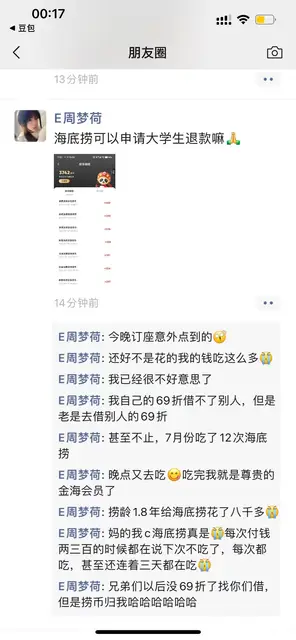 00:17
豆包
朋友圈
13分钟前
E周梦荷
海底捞可以申请大学生退款嘛🙏
14分钟前
E周梦荷: 今晚订座意外点到的🫣
E周梦荷: 还好不是花的我的钱吃这么多😭
E周梦荷: 我已经很不好意思了
E周梦荷: 我自己的69折借不了别人，但是
老是去借别人的69折
E周梦荷: 甚至不止，7月份吃了12次海底
捞
E周梦荷: 晚点又去吃😋吃完我就是尊贵的
金海会员了
E周梦荷: 捞龄1.8年给海底捞花了八千多😭
E周梦荷: 妈的我c海底捞真是😭每次付钱
两三百的时候都在说下次不吃了，每次都
吃，甚至还连着三天都在吃😭
E周梦荷: 兄弟们以后没69折了找你们借，
但是捞币归我哈哈哈哈哈哈